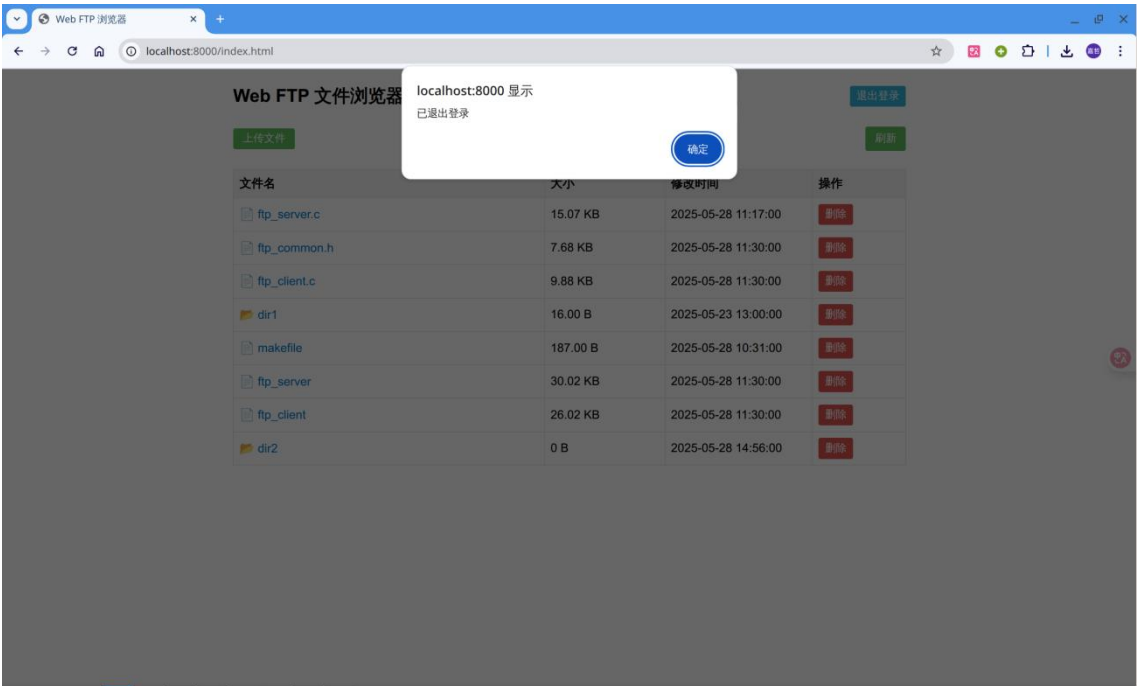 Web FTP 浏览器
localhost:8000/index.html
localhost:8000 显示
已退出登录
确定
Web FTP 文件浏览器
退出登录
上传文件
刷新
文件名 大小 修改时间 操作
ftp_server.c 15.07 KB 2025-05-28 11:17:00 删除
ftp_common.h 7.68 KB 2025-05-28 11:30:00 删除
ftp_client.c 9.88 KB 2025-05-28 11:30:00 删除
dir1 16.00 B 2025-05-23 13:00:00 删除
makefile 187.00 B 2025-05-28 10:31:00 删除
ftp_server 30.02 KB 2025-05-28 11:30:00 删除
ftp_client 26.02 KB 2025-05-28 11:30:00 删除
dir2 0 B 2025-05-28 14:56:00 删除